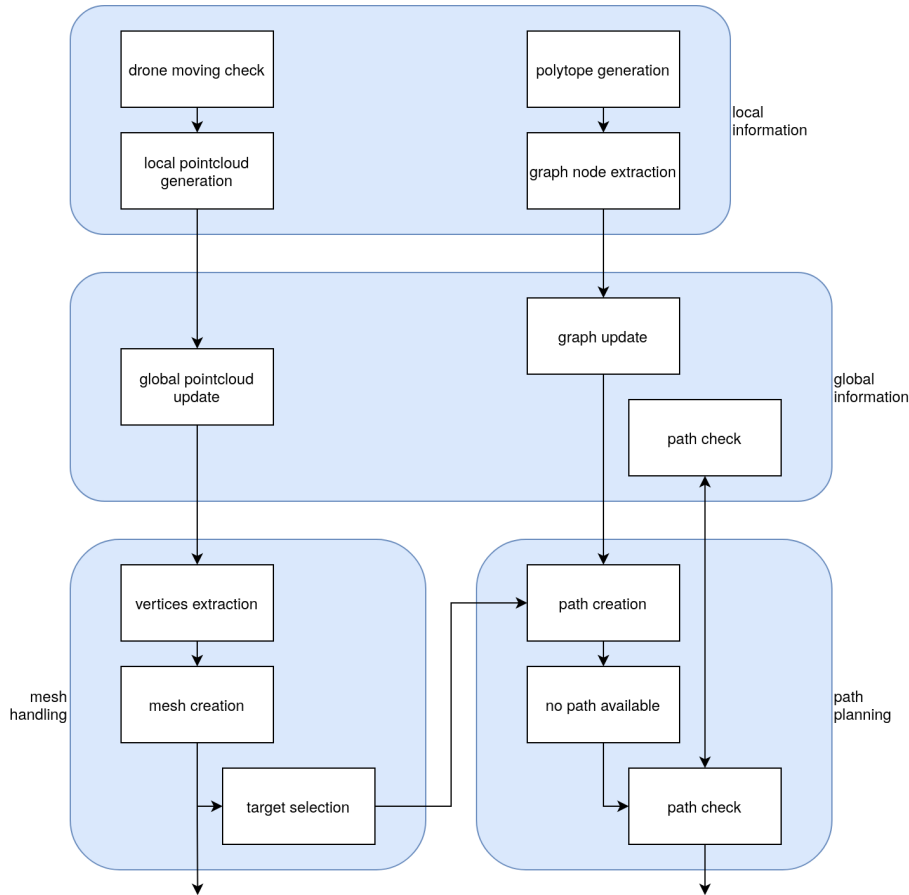 drone moving check
polytope generation
local
information
local pointcloud
generation
graph node extraction
graph update
global pointcloud
update
global
information
path check
vertices extraction
path creation
mesh
handling
mesh creation
no path available
path
planning
target selection
path check